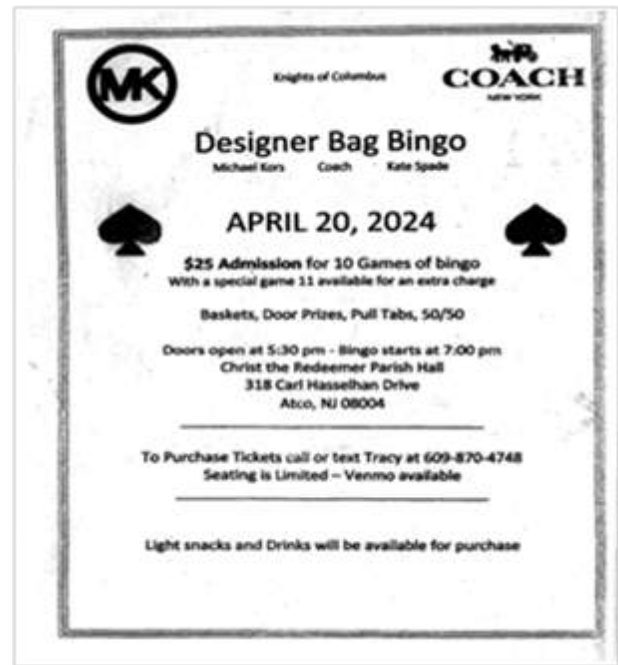 MK
Knights of Columbus
COACH
NEW YORK
Designer Bag Bingo
Michael Kors Coach Kate Spade
APRIL 20, 2024
$25 Admission for 10 Games of bingo
With a special game 11 available for an extra charge
Baskets, Door Prizes, Pull Tabs, 50/50
Doors open at 5:30 pm - Bingo starts at 7:00 pm
Christ the Redeemer Parish Hall
318 Carl Hasselhan Drive
Atco, NJ 08004
To Purchase Tickets call or text Tracy at 609-870-4748
Seating is Limited – Venmo available
Light snacks and Drinks will be available for purchase